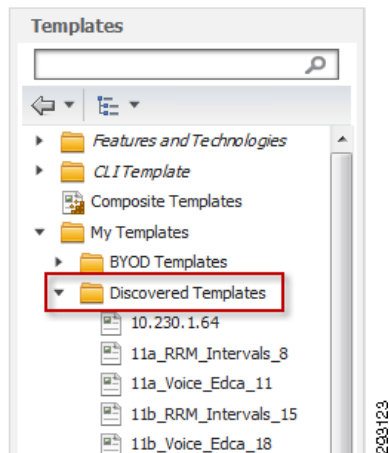 Templates
Features and Technologies
CLI Template
Composite Templates
My Templates
BYOD Templates
Discovered Templates
10.230.1.64
11a_RRM_Intervals_8
11a_Voice_Edca_11
11b_RRM_Intervals_15
11b_Voice_Edca_18
293123